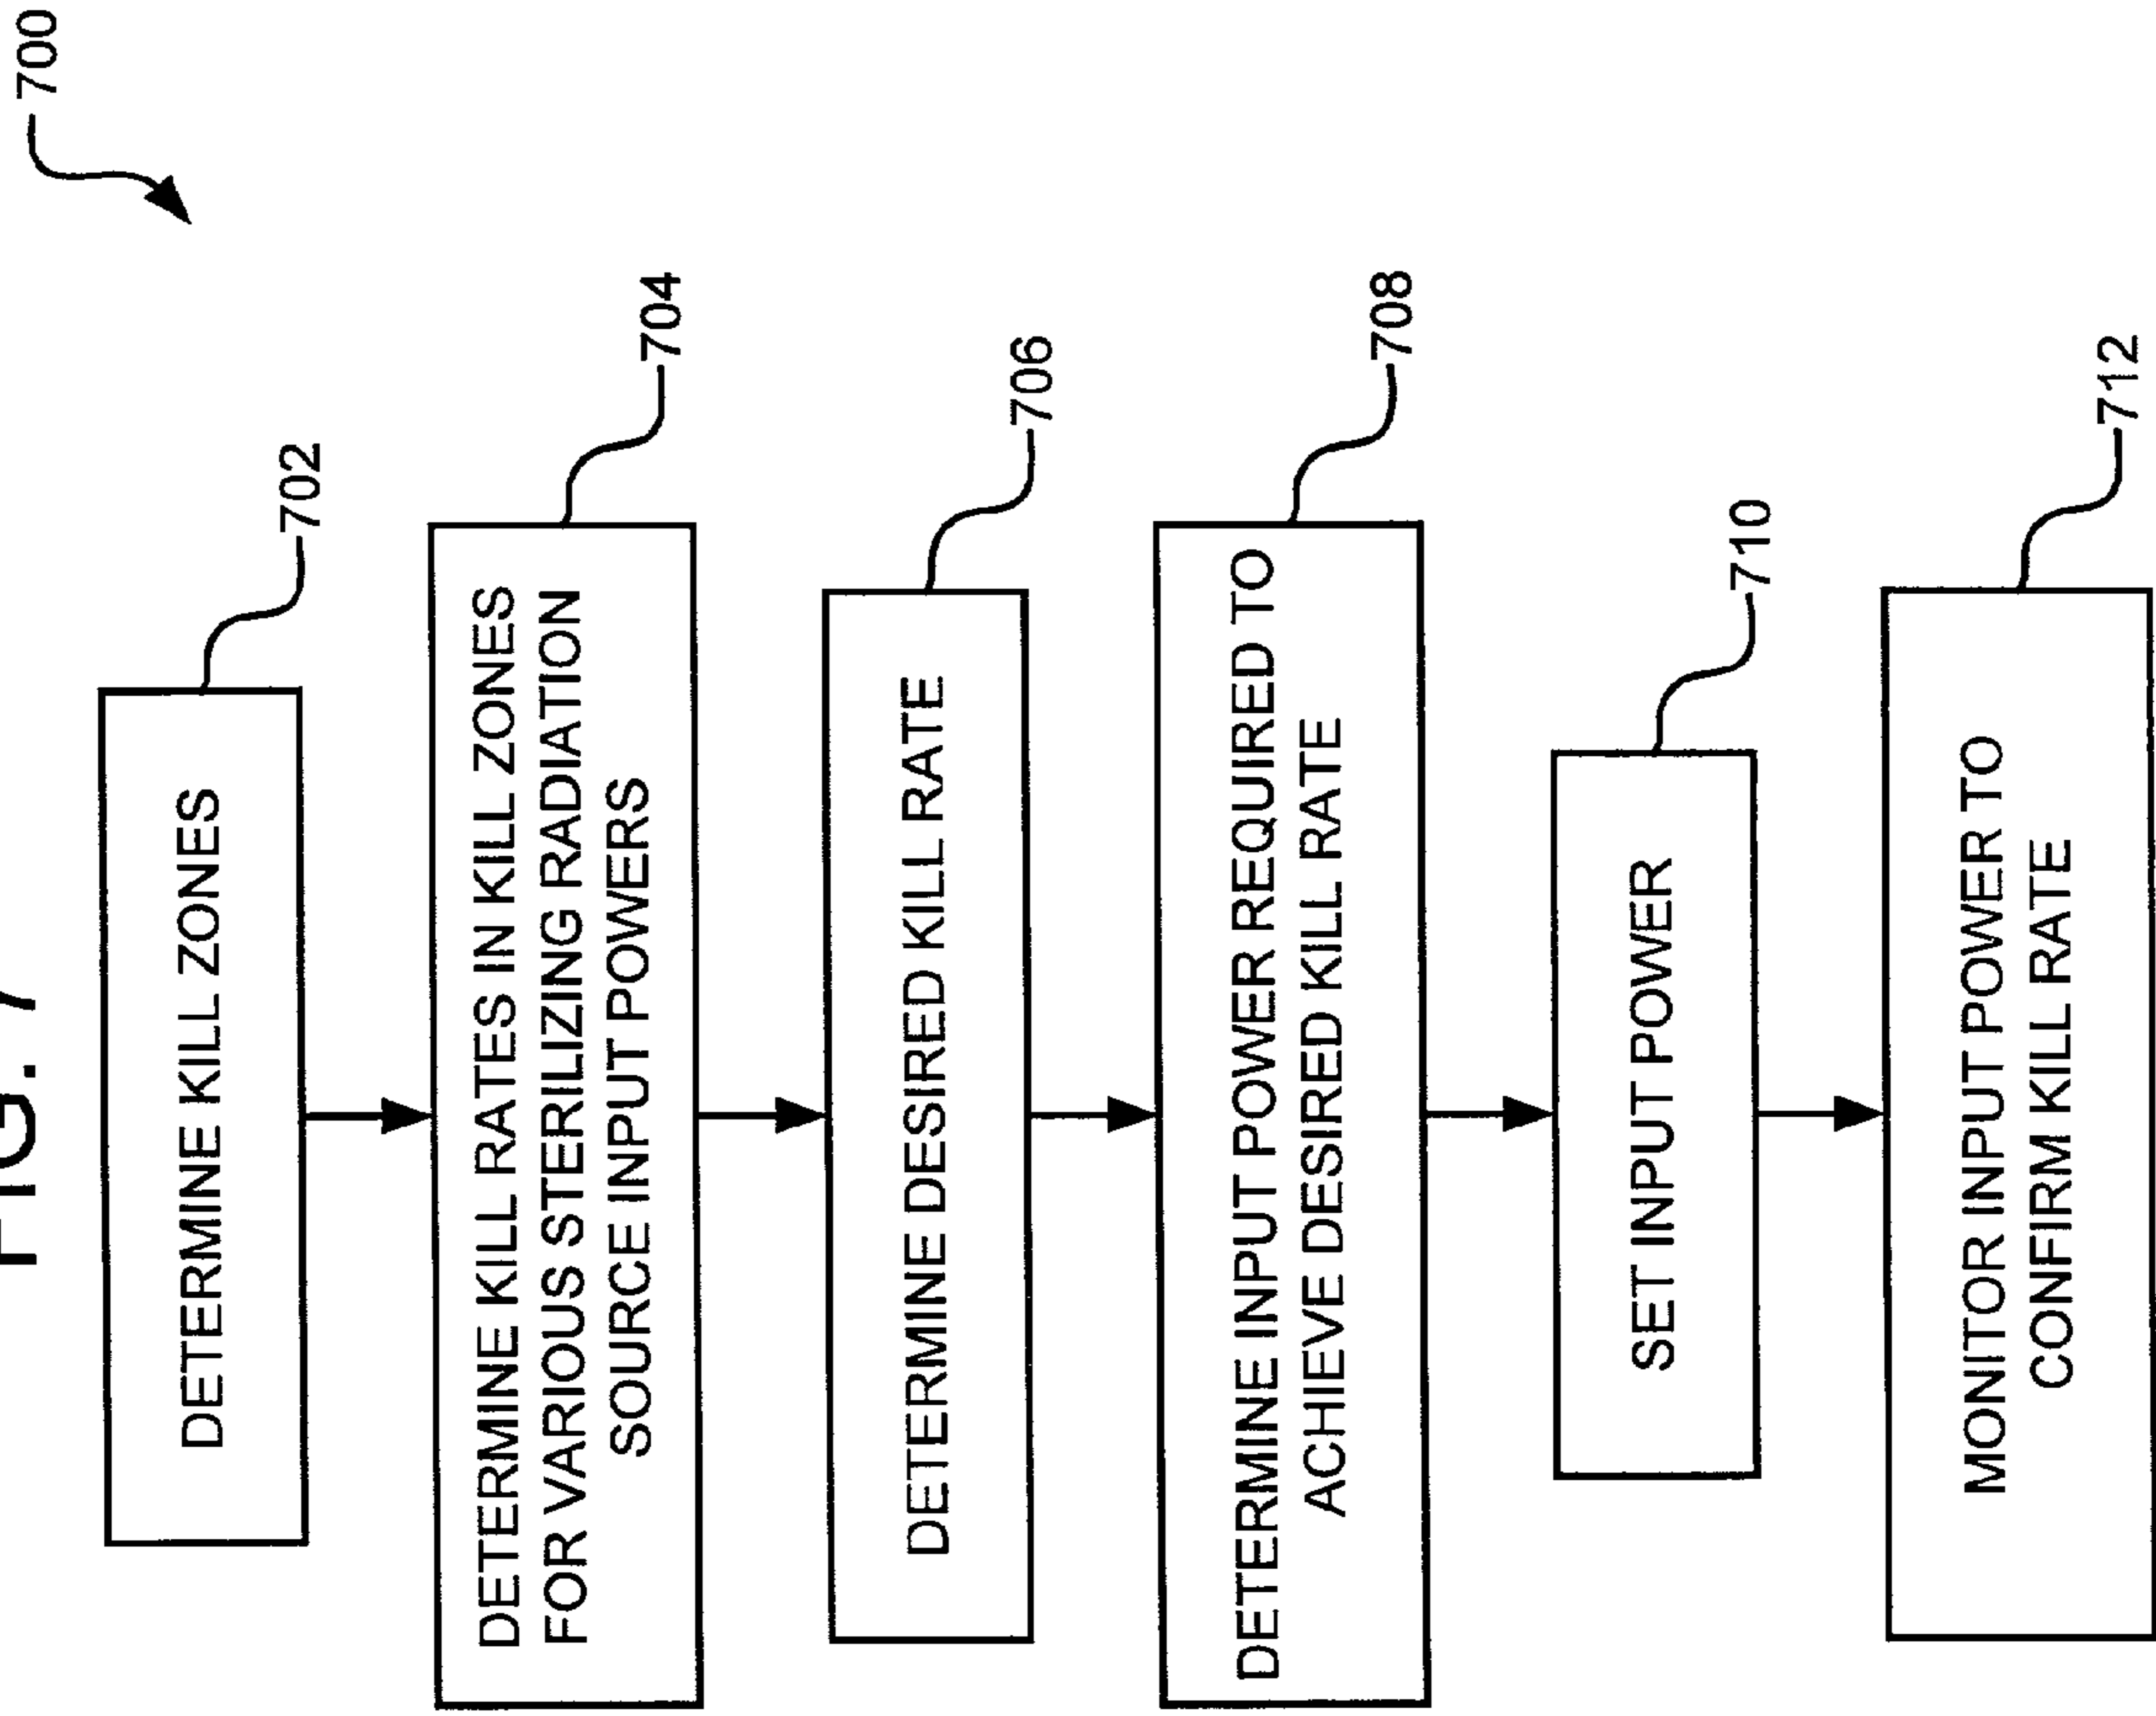 FIG. 7
700
DETERMINE KILL ZONES
702
DETERMINE KILL RATES IN KILL ZONES
FOR VARIOUS STERILIZING RADIATION
SOURCE INPUT POWERS
704
DETERMINE DESIRED KILL RATE
706
DETERMINE INPUT POWER REQUIRED TO
ACHIEVE DESIRED KILL RATE
708
SET INPUT POWER
710
MONITOR INPUT POWER TO
CONFIRM KILL RATE
712